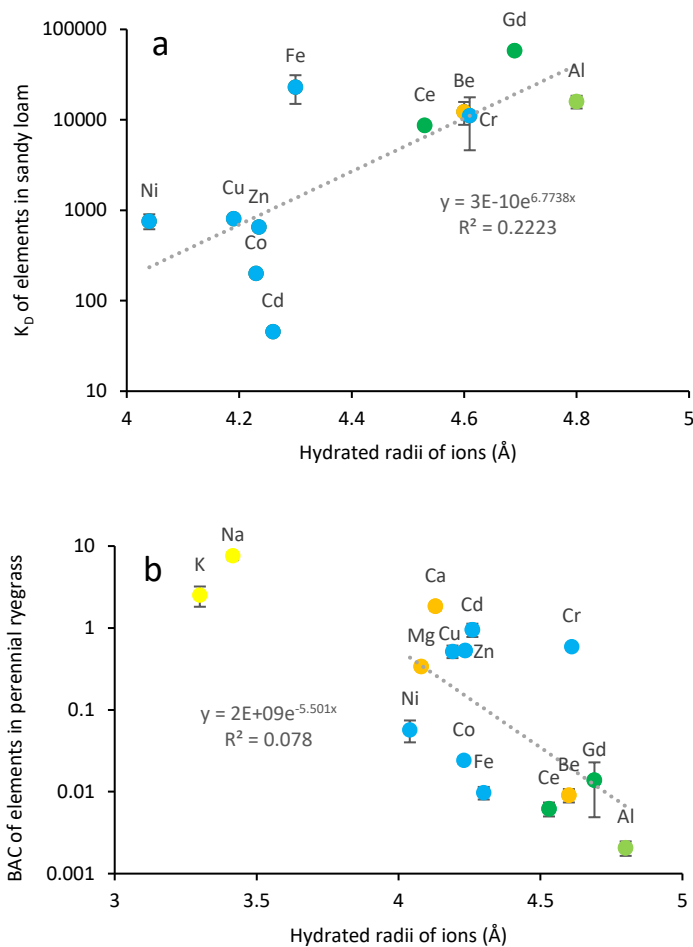 a
100000
10000
1000
100
10
K_D of elements in sandy loam
Fe
Gd
Be
Al
Ce
Cr
Ni
Cu
Zn
Co
Cd
y = 3E-10e^6.7738x
R² = 0.2223
4
4.2
4.4
4.6
4.8
5
Hydrated radii of ions (Å)
b
10
1
0.1
0.01
0.001
BAC of elements in perennial ryegrass
Na
K
Ca
Cd
Cr
Mg
Cu
Zn
Ni
Co
Fe
Gd
Be
Ce
Al
y = 2E+09e^-5.501x
R² = 0.078
3
3.5
4
4.5
5
Hydrated radii of ions (Å)